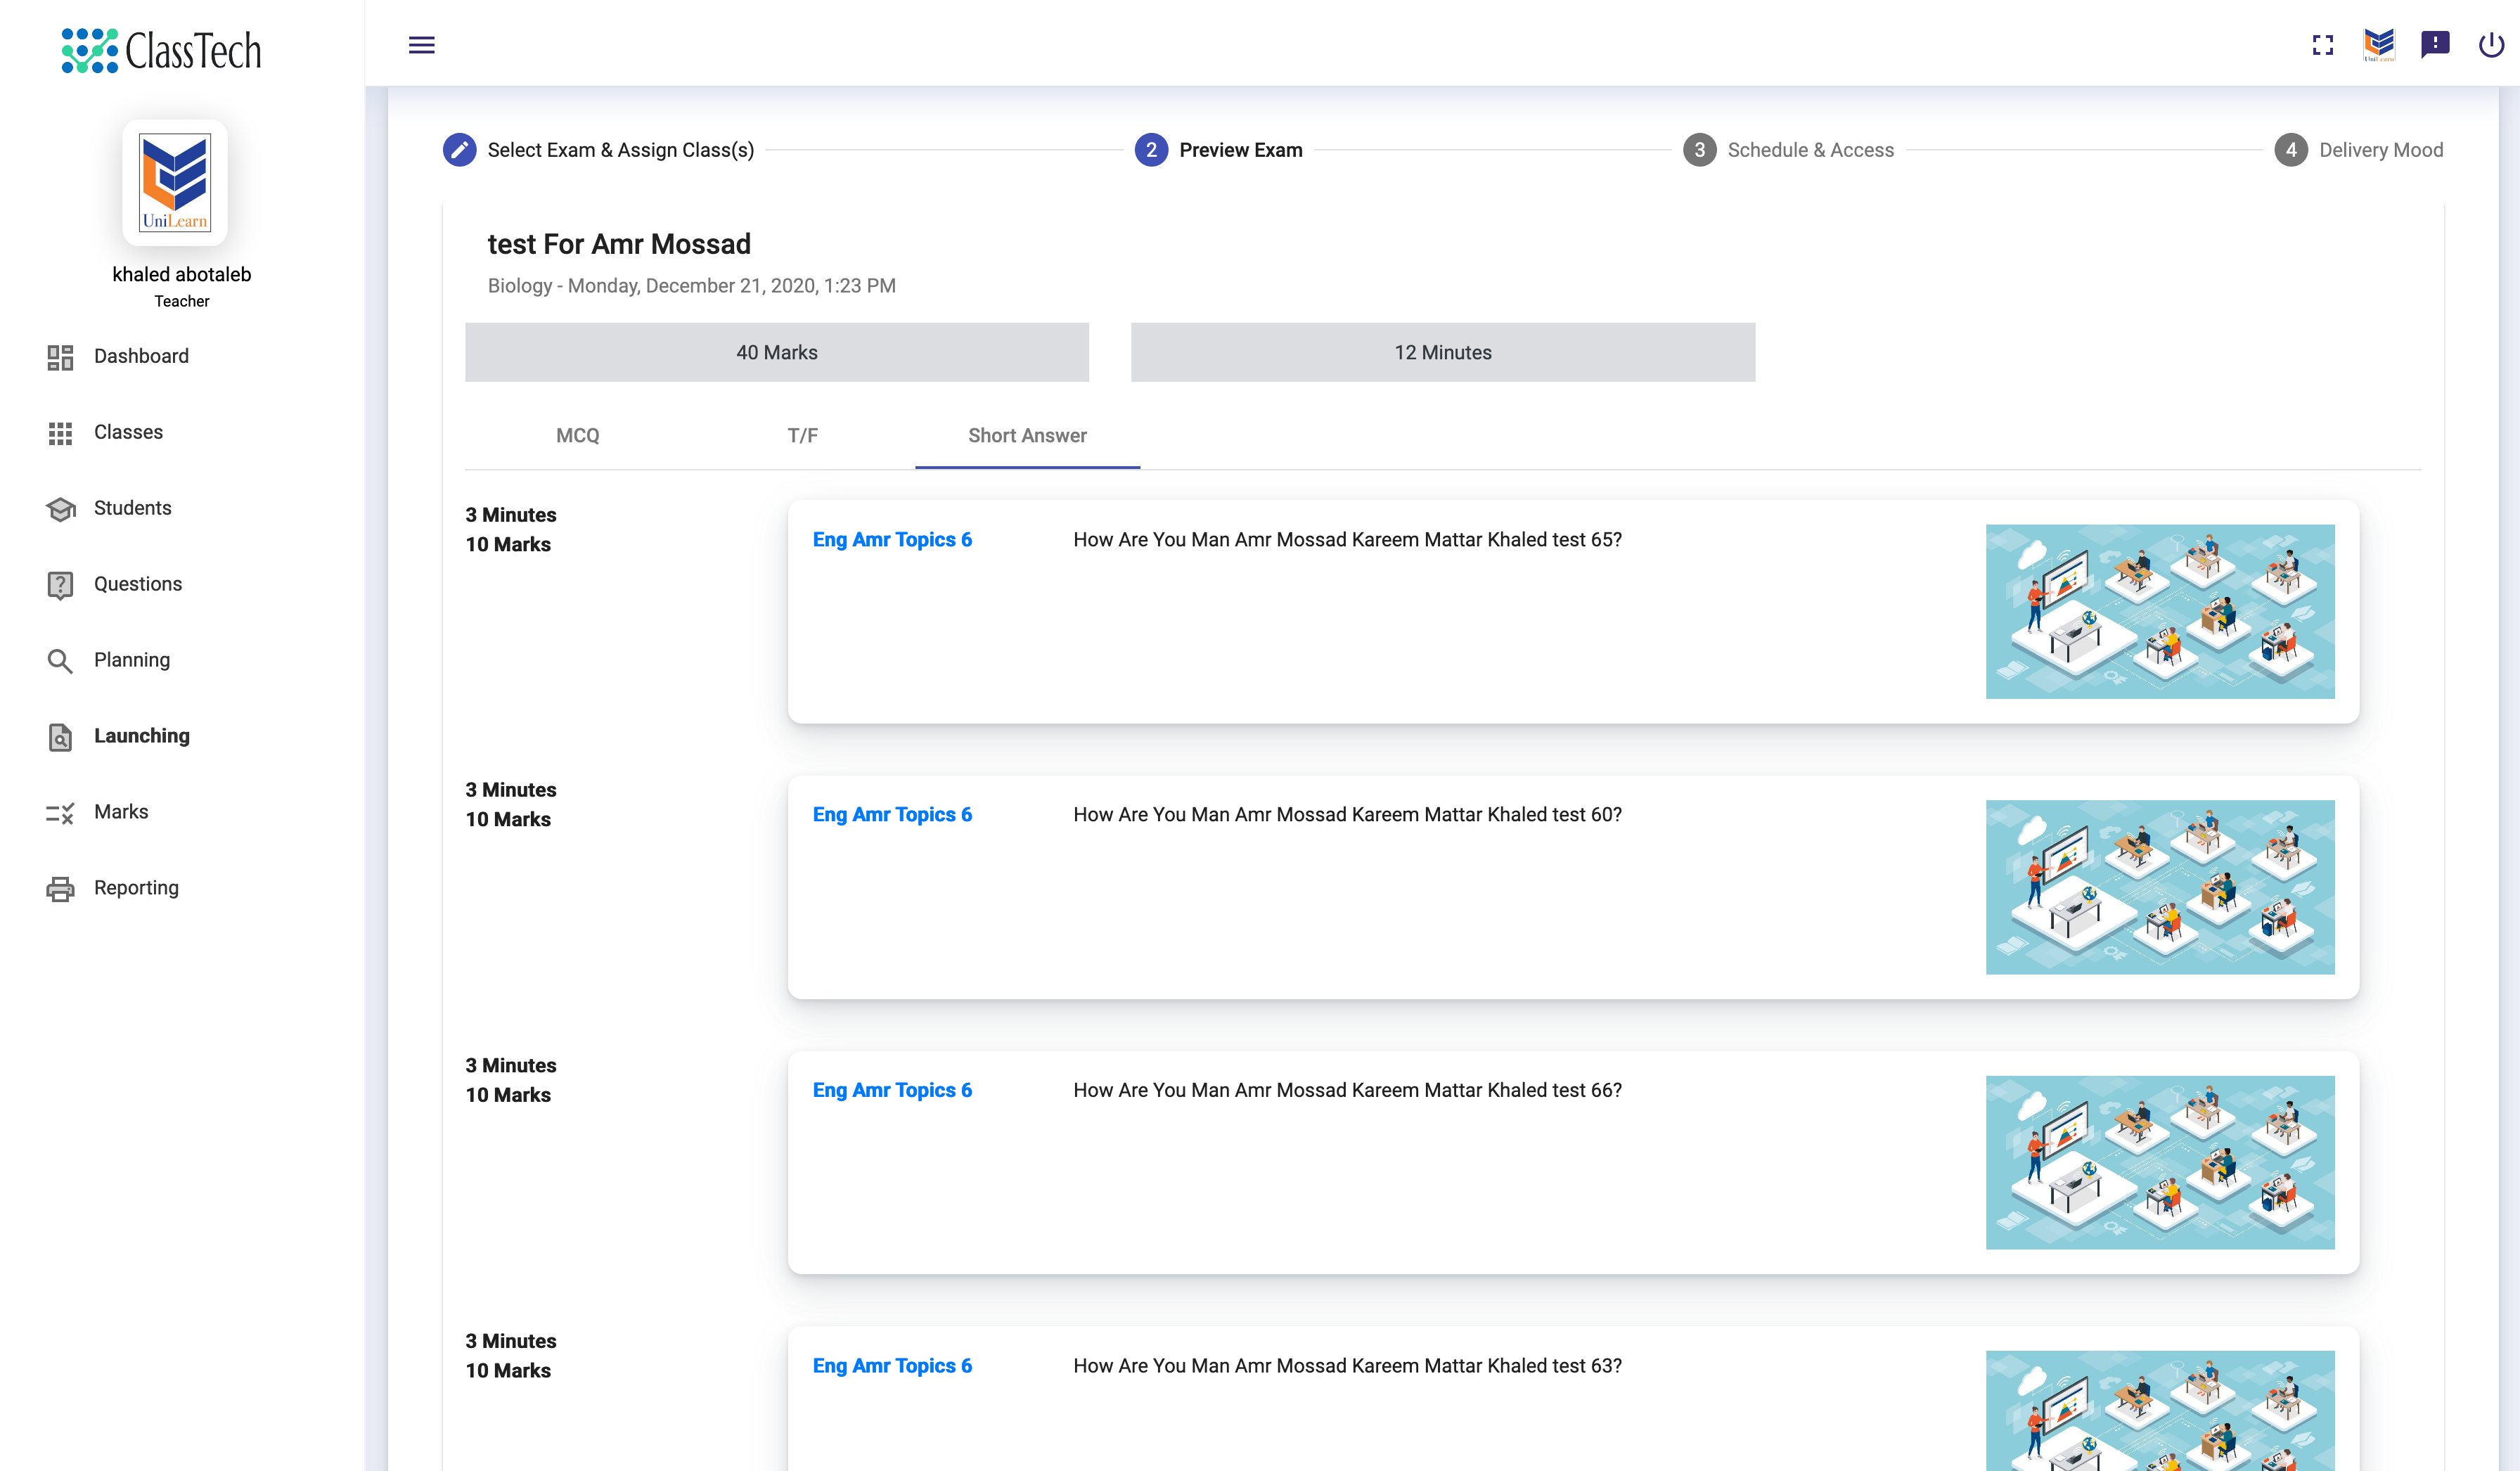 ClassTech
UniLearn
khaled abotaleb
Teacher
Dashboard
Classes
Students
Questions
Planning
Launching
Marks
Reporting
UniLearn
Select Exam & Assign Class(s)
2 Preview Exam
3 Schedule & Access
4 Delivery Mood
test For Amr Mossad
Biology - Monday, December 21, 2020, 1:23 PM
40 Marks
12 Minutes
MCQ
T/F
Short Answer
3 Minutes
10 Marks
Eng Amr Topics 6
How Are You Man Amr Mossad Kareem Mattar Khaled test 65?
3 Minutes
10 Marks
Eng Amr Topics 6
How Are You Man Amr Mossad Kareem Mattar Khaled test 60?
3 Minutes
10 Marks
Eng Amr Topics 6
How Are You Man Amr Mossad Kareem Mattar Khaled test 66?
3 Minutes
10 Marks
Eng Amr Topics 6
How Are You Man Amr Mossad Kareem Mattar Khaled test 63?